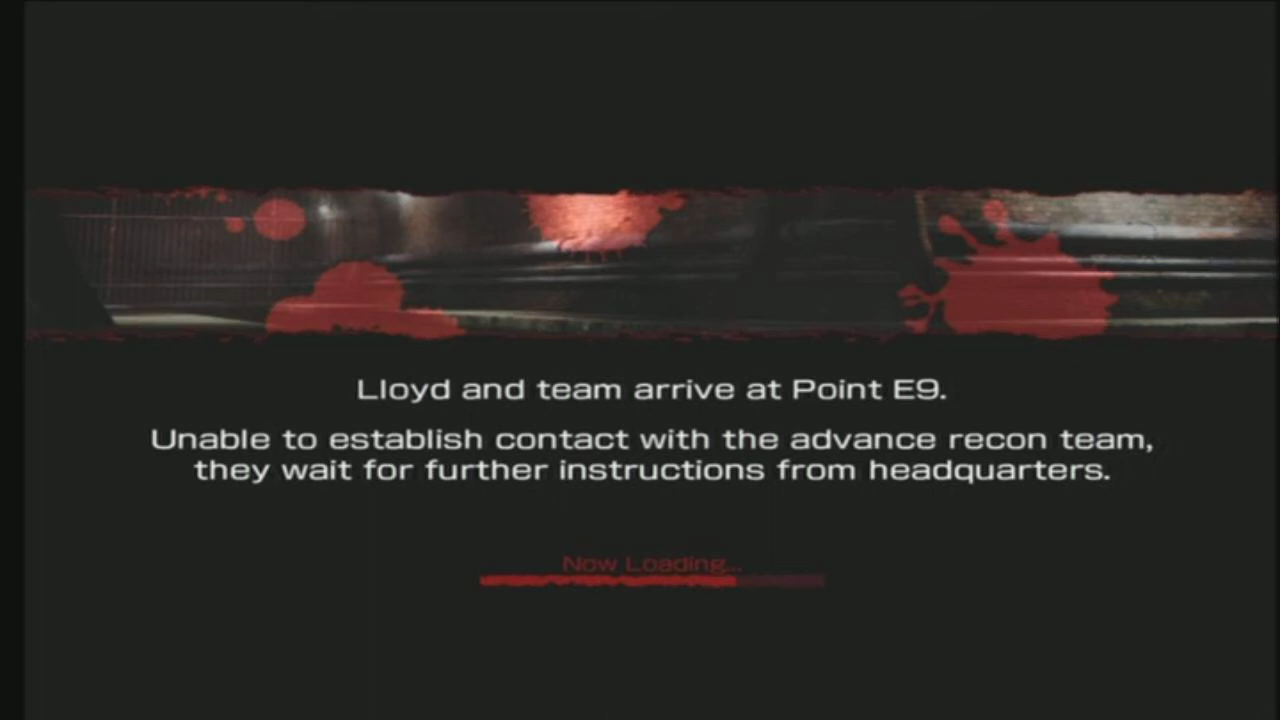 Lloyd and team arrive at Point E9.
Unable to establish contact with the advance recon team,
they wait for further instructions from headquarters.
Now Loading...